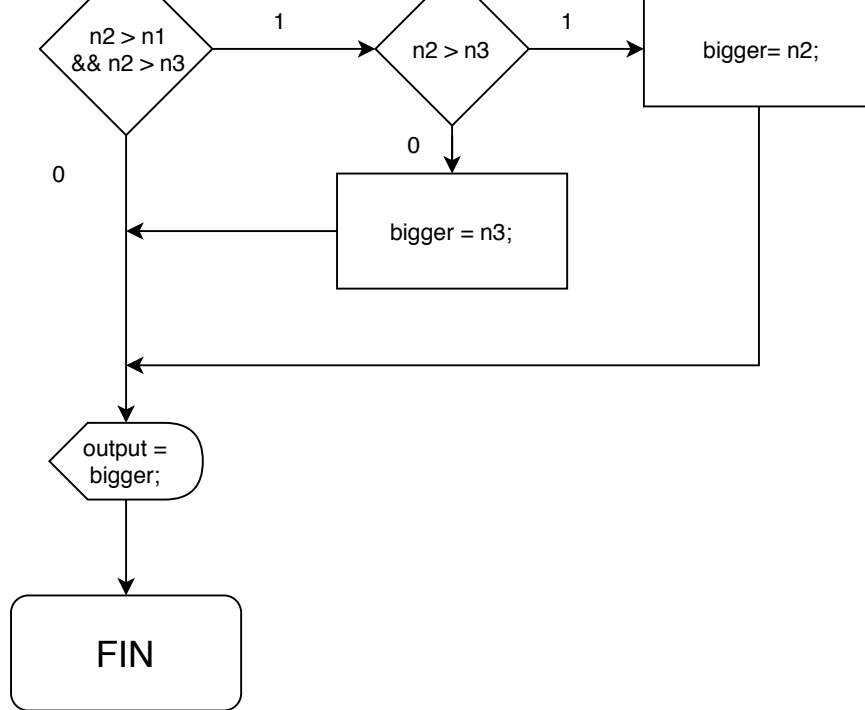 n2 > n1
&& n2 > n3
1
n2 > n3
1
bigger= n2;
0
0
bigger = n3;
output =
bigger;
FIN